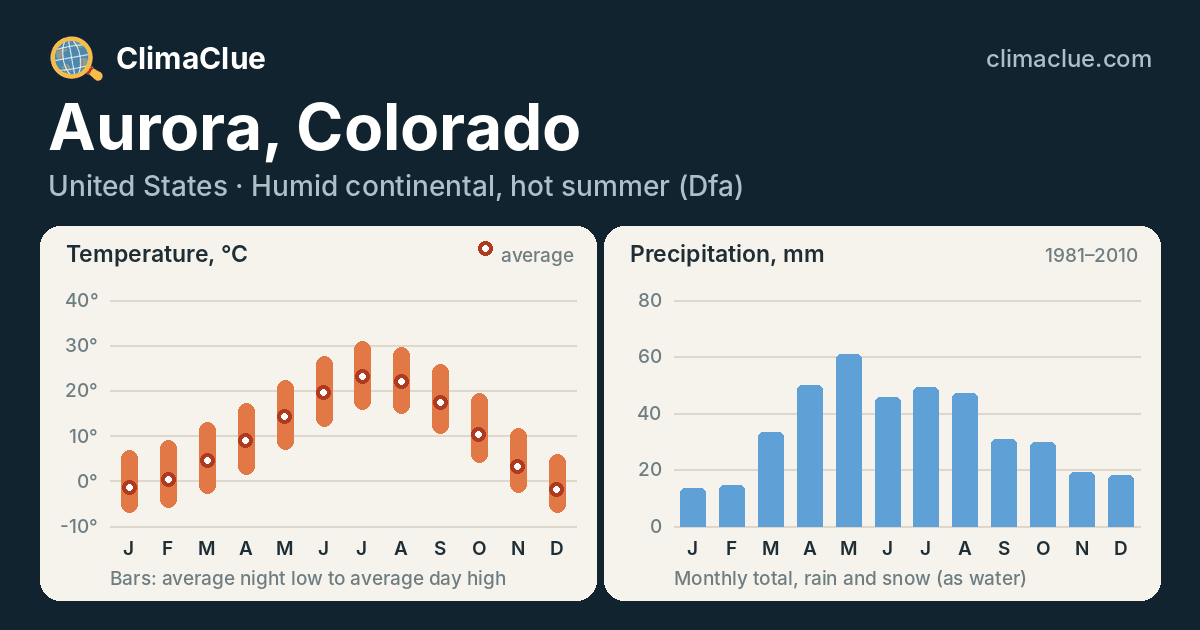 ClimaClue
climaclue.com
Aurora, Colorado
United States · Humid continental, hot summer (Dfa)
Temperature, °C
average
40°
30°
20°
10°
0°
-10°
J F M A M J J A S O N D
Bars: average night low to average day high
Precipitation, mm
1981–2010
80
60
40
20
0
J F M A M J J A S O N D
Monthly total, rain and snow (as water)